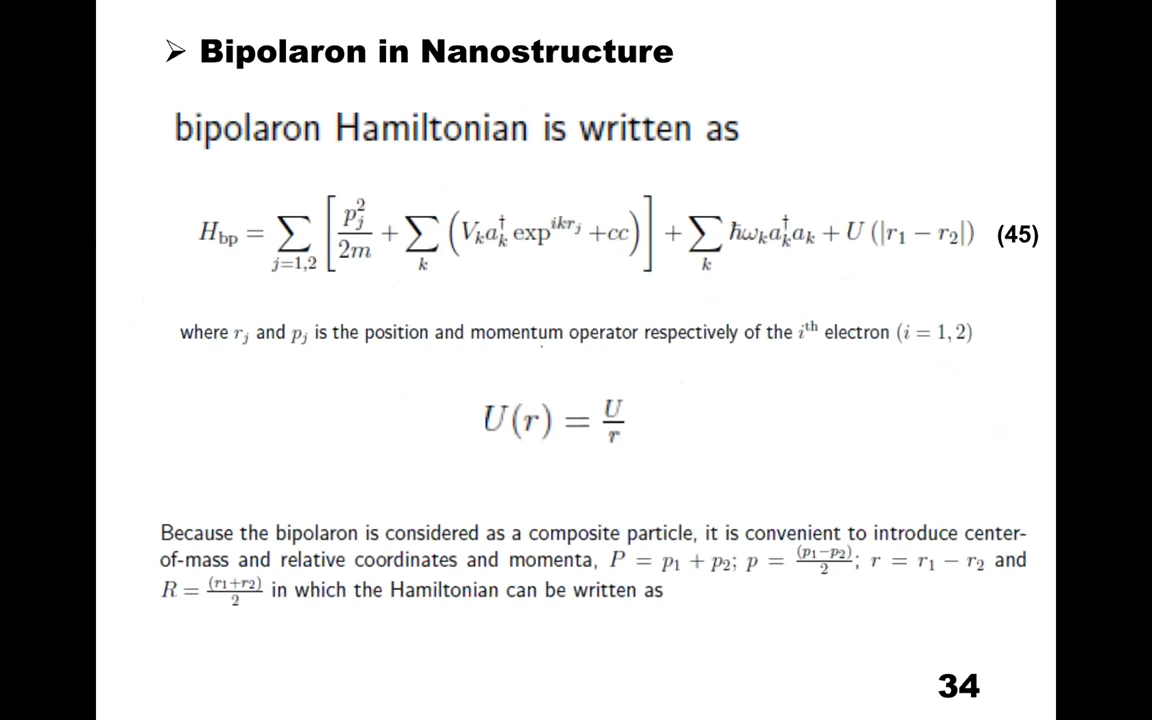 ➢ Bipolaron in Nanostructure
bipolaron Hamiltonian is written as
H_bp = ∑_{j=1,2} [ p_j^2 / 2m + ∑_k (V_k a_k^† exp^{ikr_j} +cc) ] + ∑_k ħω_k a_k^† a_k + U (|r_1 − r_2|) (45)
where r_j and p_j is the position and momentum operator respectively of the i^th electron (i = 1, 2)
U(r) = U/r
Because the bipolaron is considered as a composite particle, it is convenient to introduce center-
of-mass and relative coordinates and momenta, P = p_1 + p_2; p = (p_1−p_2)/2; r = r_1 − r_2 and
R = (r_1+r_2)/2 in which the Hamiltonian can be written as
34